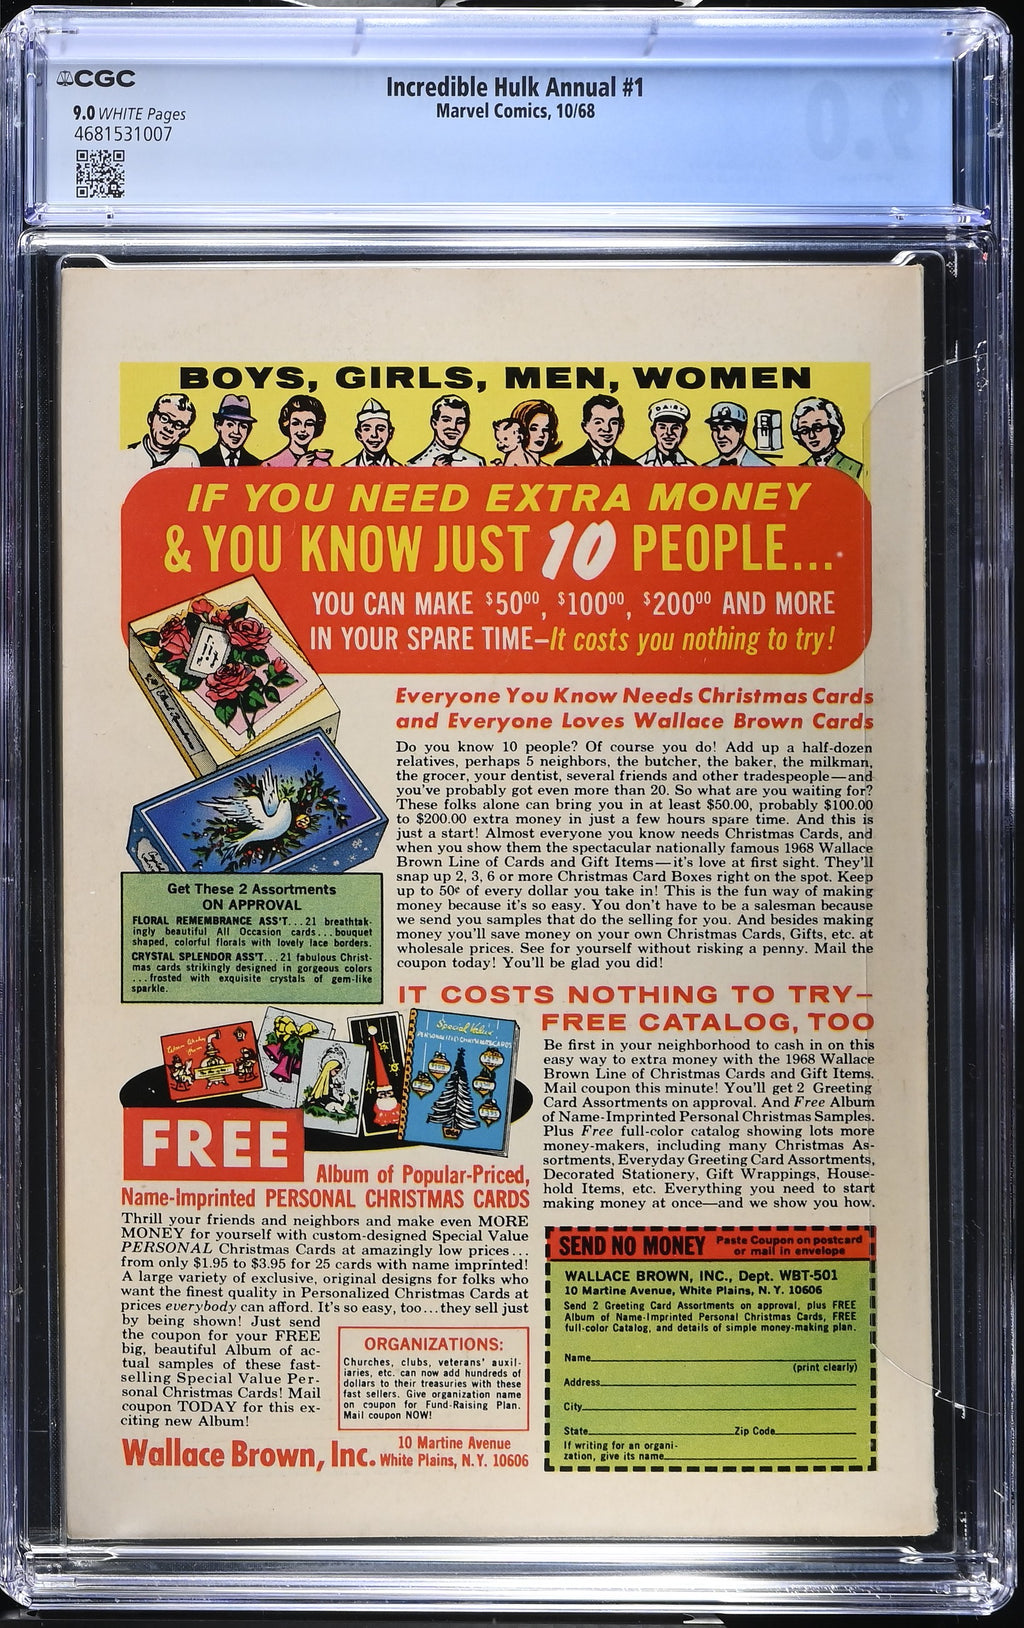 CGC
9.0 WHITE Pages
4681531007
Incredible Hulk Annual #1
Marvel Comics, 10/68
9.0
BOYS, GIRLS, MEN, WOMEN
DAIRY
IF YOU NEED EXTRA MONEY
& YOU KNOW JUST 10 PEOPLE...
YOU CAN MAKE $5000, $10000, $20000 AND MORE
IN YOUR SPARE TIME—It costs you nothing to try!
Everyone You Know Needs Christmas Cards
and Everyone Loves Wallace Brown Cards
Do you know 10 people? Of course you do! Add up a half-dozen
relatives, perhaps 5 neighbors, the butcher, the baker, the milkman,
the grocer, your dentist, several friends and other tradespeople—and
you've probably got even more than 20. So what are you waiting for?
These folks alone can bring you in at least $50.00, probably $100.00
to $200.00 extra money in just a few hours spare time. And this is
just a start! Almost everyone you know needs Christmas Cards, and
when you show them the spectacular nationally famous 1968 Wallace
Brown Line of Cards and Gift Items—it's love at first sight. They'll
snap up 2, 3, 6 or more Christmas Card Boxes right on the spot. Keep
up to 50¢ of every dollar you take in! This is the fun way of making
money because it's so easy. You don't have to be a salesman because
we send you samples that do the selling for you. And besides making
money you'll save money on your own Christmas Cards, Gifts, etc. at
wholesale prices. See for yourself without risking a penny. Mail the
coupon today! You'll be glad you did!
Get These 2 Assortments
ON APPROVAL
FLORAL REMEMBRANCE ASS'T...21 breathtak-
ingly beautiful All Occasion cards...bouquet
shaped, colorful florals with lovely lace borders.
CRYSTAL SPLENDOR ASS'T...21 fabulous Christ-
mas cards strikingly designed in gorgeous colors
...frosted with exquisite crystals of gem-like
sparkle.
IT COSTS NOTHING TO TRY—
FREE CATALOG, TOO
Be first in your neighborhood to cash in on this
easy way to extra money with the 1968 Wallace
Brown Line of Christmas Cards and Gift Items.
Mail coupon this minute! You'll get 2 Greeting
Card Assortments on approval. And Free Album
of Name-Imprinted Personal Christmas Samples.
Plus Free full-color catalog showing lots more
money-makers, including many Christmas As-
sortments, Everyday Greeting Card Assortments,
Decorated Stationery, Gift Wrappings, House-
hold Items, etc. Everything you need to start
making money at once—and we show you how.
Special Value
PERSONALIZED CHRISTMAS CARDS
FREE
Album of Popular-Priced,
Name-Imprinted PERSONAL CHRISTMAS CARDS
Thrill your friends and neighbors and make even MORE
MONEY for yourself with custom-designed Special Value
PERSONAL Christmas Cards at amazingly low prices...
from only $1.95 to $3.95 for 25 cards with name imprinted!
A large variety of exclusive, original designs for folks who
want the finest quality in Personalized Christmas Cards at
prices everybody can afford. It's so easy, too...they sell just
by being shown! Just send
the coupon for your FREE
big, beautiful Album of ac-
tual samples of these fast-
selling Special Value Per-
sonal Christmas Cards! Mail
coupon TODAY for this ex-
citing new Album!
ORGANIZATIONS:
Churches, clubs, veterans' auxil-
iaries, etc. can now add hundreds of
dollars to their treasuries with these
fast sellers. Give organization name
on coupon for Fund-Raising Plan.
Mail coupon NOW!
Wallace Brown, Inc.
10 Martine Avenue
White Plains, N.Y. 10606
SEND NO MONEY
Paste Coupon on postcard
or mail in envelope
WALLACE BROWN, INC., Dept. WBT-501
10 Martine Avenue, White Plains, N. Y. 10606
Send 2 Greeting Card Assortments on approval, plus FREE
Album of Name-Imprinted Personal Christmas Cards, FREE
full-color Catalog, and details of simple money-making plan.
Name
(print clearly)
Address
City
State Zip Code
If writing for an organi-
zation, give its name